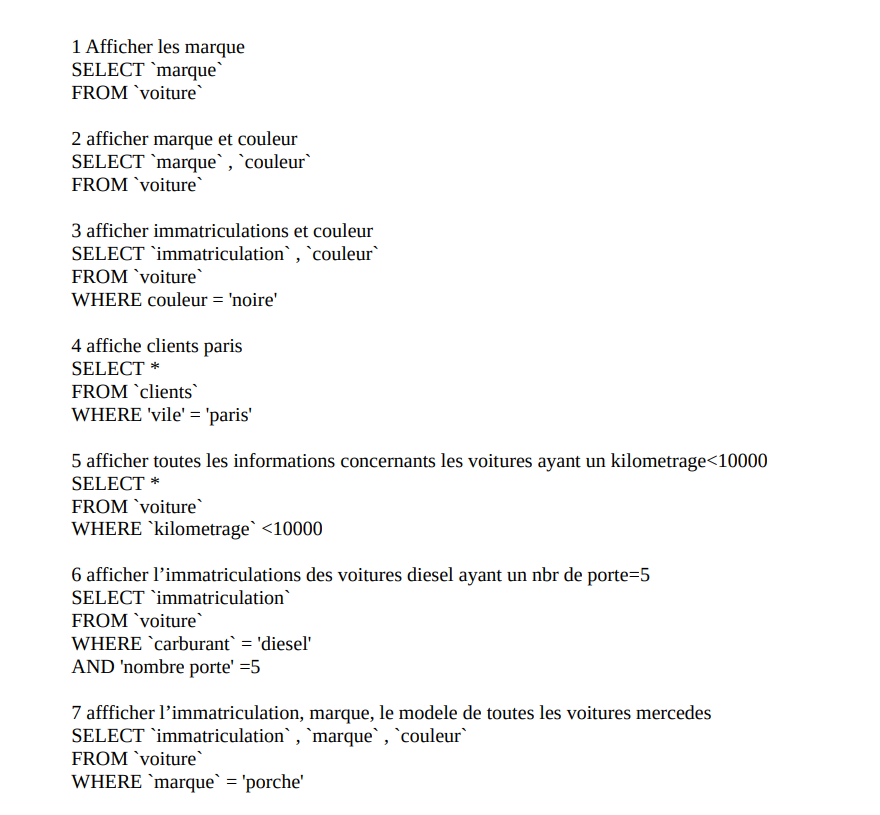 1 Afficher les marque
SELECT `marque`
FROM `voiture`
2 afficher marque et couleur
SELECT `marque` , `couleur`
FROM `voiture`
3 afficher immatriculations et couleur
SELECT `immatriculation` , `couleur`
FROM `voiture`
WHERE couleur = 'noire'
4 affiche clients paris
SELECT *
FROM `clients`
WHERE 'vile' = 'paris'
5 afficher toutes les informations concernants les voitures ayant un kilometrage<10000
SELECT *
FROM `voiture`
WHERE `kilometrage` <10000
6 afficher l’immatriculations des voitures diesel ayant un nbr de porte=5
SELECT `immatriculation`
FROM `voiture`
WHERE `carburant` = 'diesel'
AND 'nombre porte' =5
7 affficher l’immatriculation, marque, le modele de toutes les voitures mercedes
SELECT `immatriculation` , `marque` , `couleur`
FROM `voiture`
WHERE `marque` = 'porche'